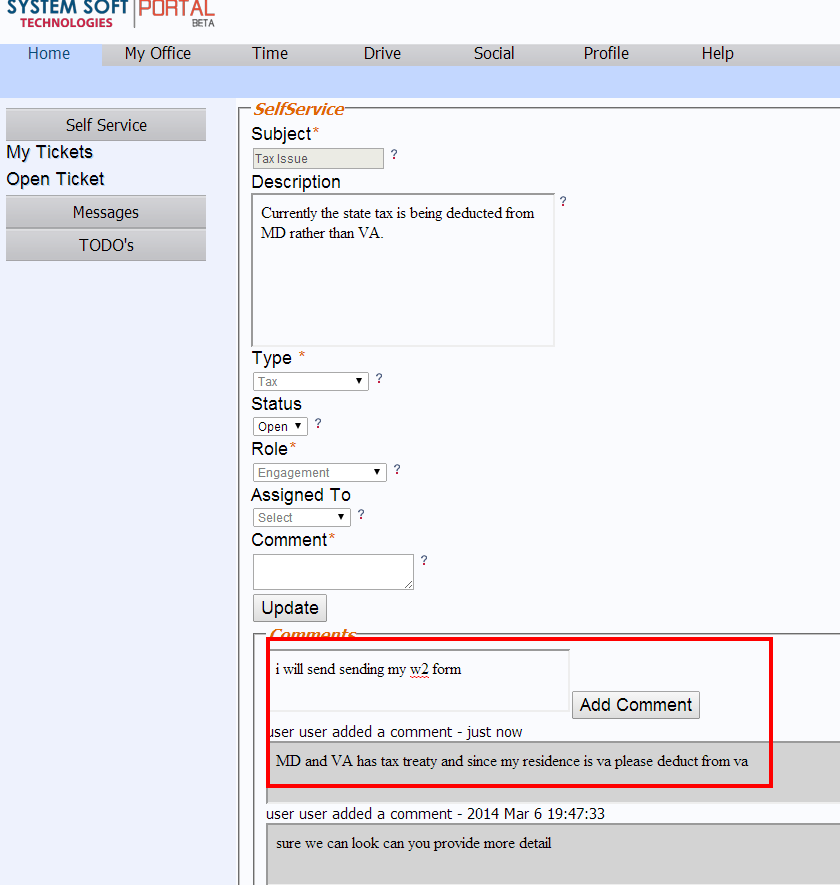 SYSTEM SOFT PORTAL
TECHNOLOGIES BETA
Home My Office Time Drive Social Profile Help
Self Service
My Tickets
Open Ticket
Messages
TODO's
SelfService
Subject*
Tax Issue ?
Description
Currently the state tax is being deducted from ?
MD rather than VA.
Type *
Tax ?
Status
Open ?
Role*
Engagement ?
Assigned To
Select ?
Comment*
?
Update
Comments
i will send sending my w2 form
Add Comment
user user added a comment - just now
MD and VA has tax treaty and since my residence is va please deduct from va
user user added a comment - 2014 Mar 6 19:47:33
sure we can look can you provide more detail